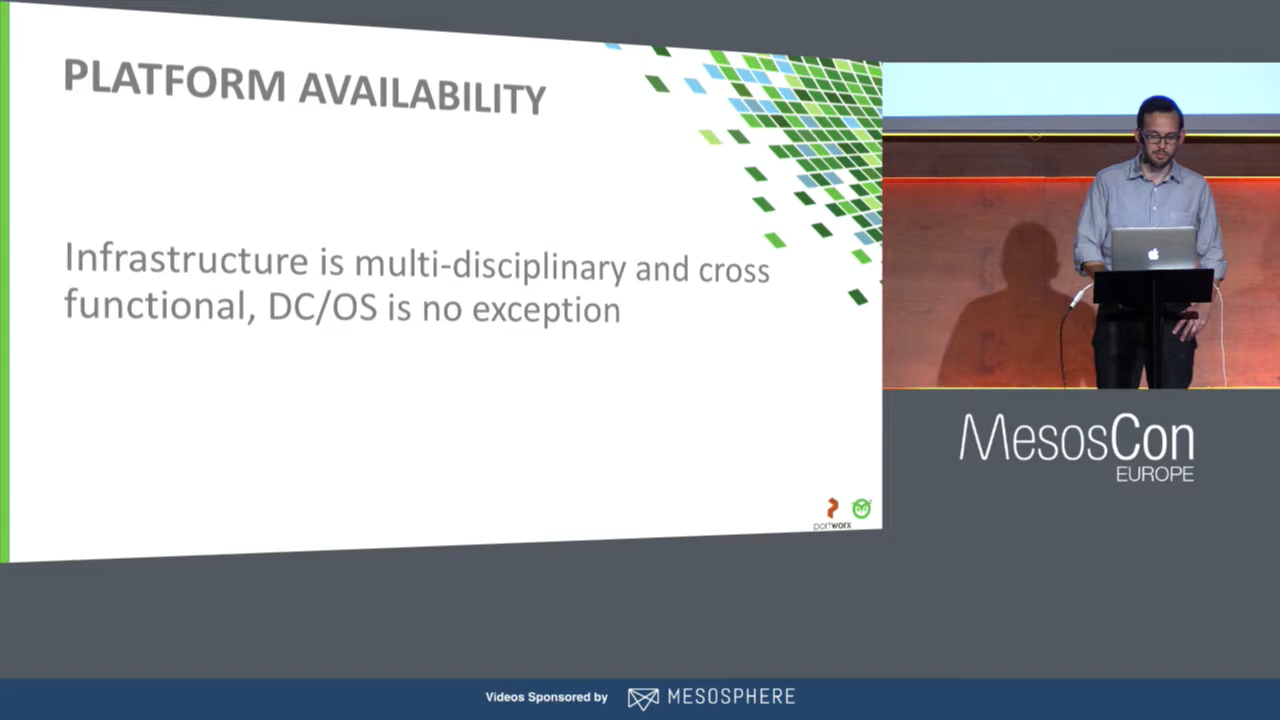 PLATFORM AVAILABILITY
Infrastructure is multi-disciplinary and cross
functional, DC/OS is no exception
portworx
MesosCon
EUROPE
Videos Sponsored by MESOSPHERE